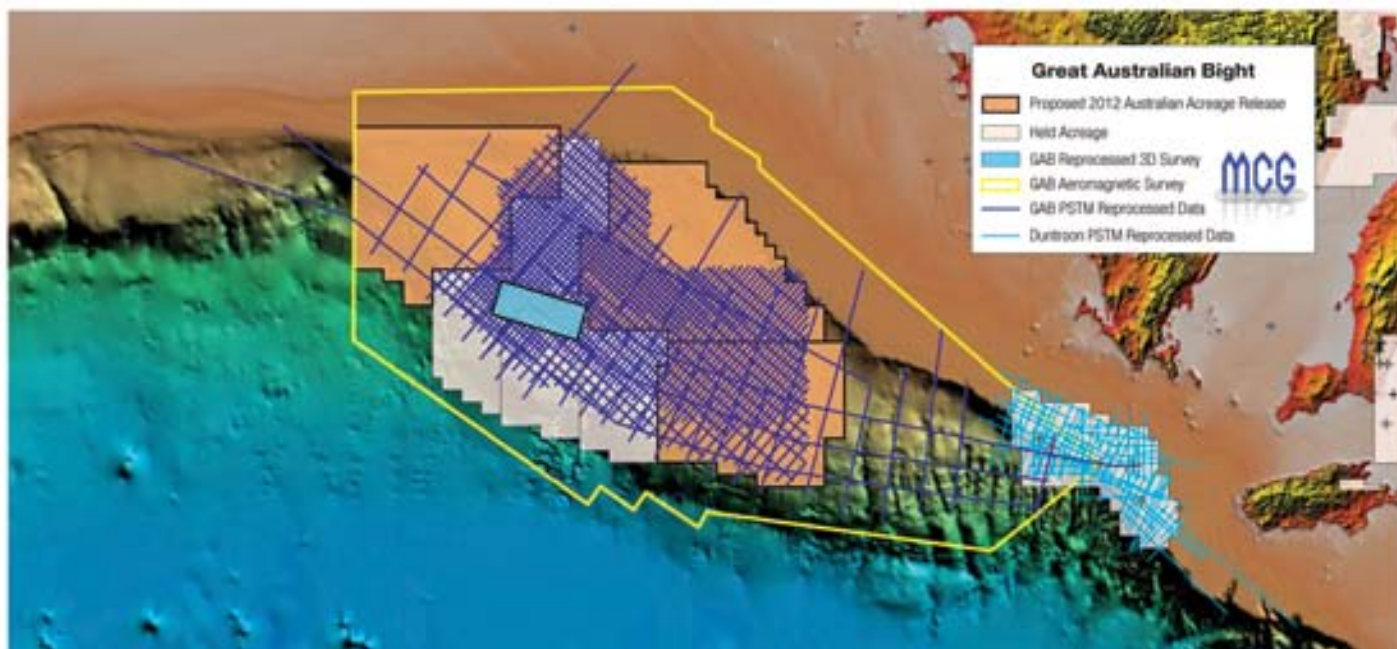 Great Australian Bight
Proposed 2012 Australian Acreage Release
Held Acreage
GAB Reprocessed 3D Survey
MCG
GAB Aeromagnetic Survey
GAB PSTM Reprocessed Data
Duntroon PSTM Reprocessed Data